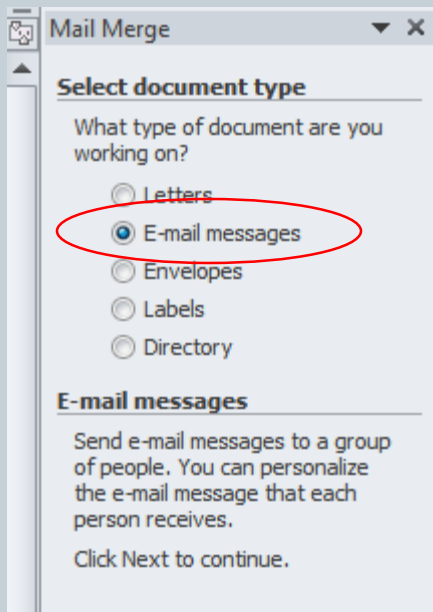 Mail Merge
Select document type
What type of document are you
working on?
Letters
E-mail messages
Envelopes
Labels
Directory
E-mail messages
Send e-mail messages to a group
of people. You can personalize
the e-mail message that each
person receives.
Click Next to continue.